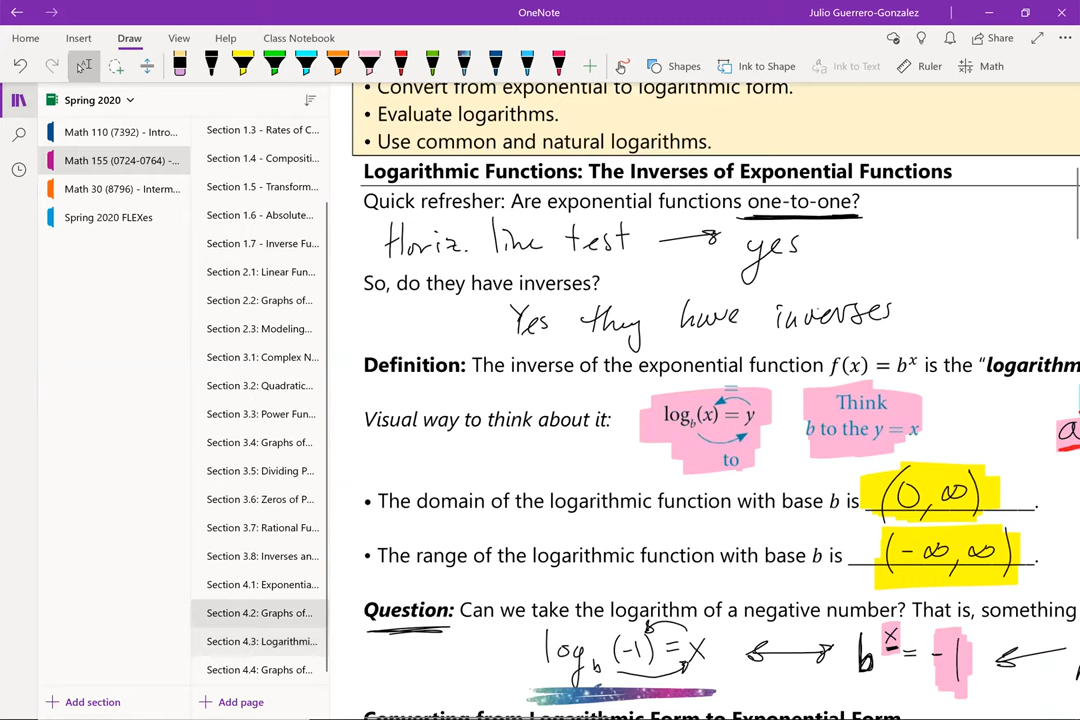 OneNote
Julio Guerrero-Gonzalez
Home Insert Draw View Help Class Notebook
Share
Shapes Ink to Shape Ink to Text Ruler Math
Spring 2020
Math 110 (7392) - Intro...
Math 155 (0724-0764) -...
Math 30 (8796) - Interm...
Spring 2020 FLEXes
Section 1.3 - Rates of C...
Section 1.4 - Compositi...
Section 1.5 - Transform...
Section 1.6 - Absolute...
Section 1.7 - Inverse Fu...
Section 2.1: Linear Fun...
Section 2.2: Graphs of...
Section 2.3: Modeling...
Section 3.1: Complex N...
Section 3.2: Quadratic...
Section 3.3: Power Fun...
Section 3.4: Graphs of...
Section 3.5: Dividing P...
Section 3.6: Zeros of P...
Section 3.7: Rational Fu...
Section 3.8: Inverses an...
Section 4.1: Exponentia...
Section 4.2: Graphs of...
Section 4.3: Logarithmi...
Section 4.4: Graphs of...
+ Add section
+ Add page
• Convert from exponential to logarithmic form.
• Evaluate logarithms.
• Use common and natural logarithms.
Logarithmic Functions: The Inverses of Exponential Functions
Quick refresher: Are exponential functions one-to-one?
Horiz. line test → yes
So, do they have inverses?
Yes they have inverses
Definition: The inverse of the exponential function f(x) = bˣ is the "logarithm
Visual way to think about it:
=
log_b(x) = y
to
Think
b to the y = x
a
• The domain of the logarithmic function with base b is (0, ∞).
• The range of the logarithmic function with base b is (-∞, ∞).
Question: Can we take the logarithm of a negative number? That is, something
log_b (-1) = x ↔ bˣ = -1 ←
Converting from Logarithmic Form to Exponential Form